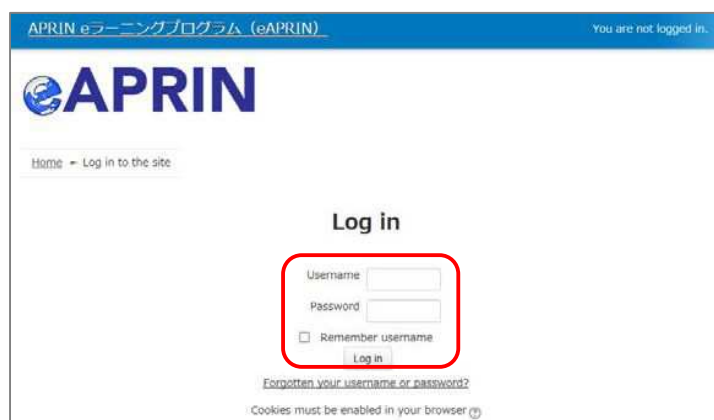 APRIN eラーニングプログラム（eAPRIN） You are not logged in.
eAPRIN
Home ► Log in to the site
Log in
Username
Password
Remember username
Log in
Forgotten your username or password?
Cookies must be enabled in your browser